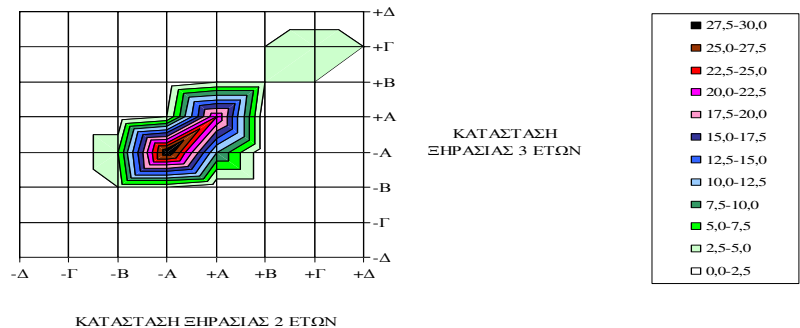 +Δ
+Γ
+Β
+Α
-Α
-Β
-Γ
-Δ
-Δ -Γ -Β -Α +Α +Β +Γ +Δ
ΚΑΤΑΣΤΑΣΗ ΞΗΡΑΣΙΑΣ 2 ΕΤΩΝ
ΚΑΤΑΣΤΑΣΗ
ΞΗΡΑΣΙΑΣ 3 ΕΤΩΝ
27,5-30,0
25,0-27,5
22,5-25,0
20,0-22,5
17,5-20,0
15,0-17,5
12,5-15,0
10,0-12,5
7,5-10,0
5,0-7,5
2,5-5,0
0,0-2,5